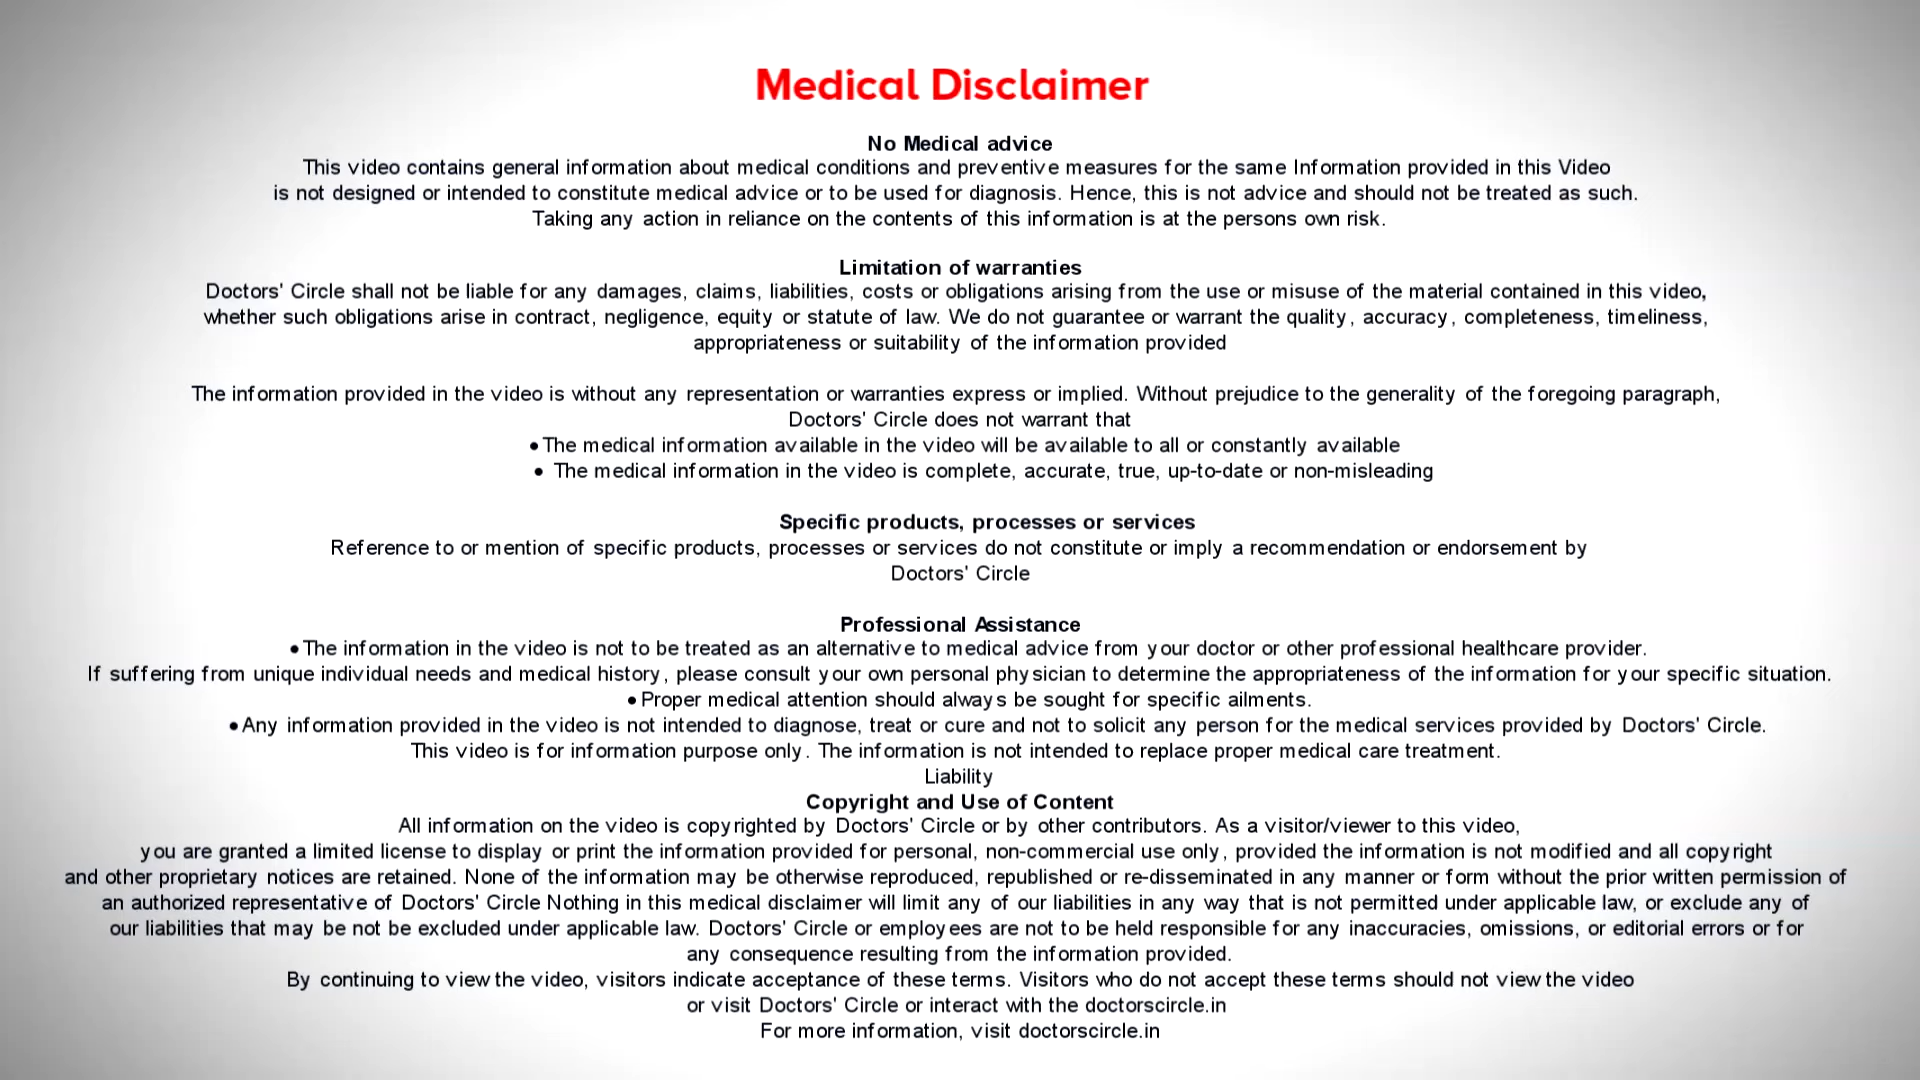 Medical Disclaimer
No Medical advice
This video contains general information about medical conditions and preventive measures for the same Information provided in this Video
is not designed or intended to constitute medical advice or to be used for diagnosis. Hence, this is not advice and should not be treated as such.
Taking any action in reliance on the contents of this information is at the persons own risk.
Limitation of warranties
Doctors' Circle shall not be liable for any damages, claims, liabilities, costs or obligations arising from the use or misuse of the material contained in this video,
whether such obligations arise in contract, negligence, equity or statute of law. We do not guarantee or warrant the quality, accuracy, completeness, timeliness,
appropriateness or suitability of the information provided
The information provided in the video is without any representation or warranties express or implied. Without prejudice to the generality of the foregoing paragraph,
Doctors' Circle does not warrant that
• The medical information available in the video will be available to all or constantly available
• The medical information in the video is complete, accurate, true, up-to-date or non-misleading
Specific products, processes or services
Reference to or mention of specific products, processes or services do not constitute or imply a recommendation or endorsement by
Doctors' Circle
Professional Assistance
• The information in the video is not to be treated as an alternative to medical advice from your doctor or other professional healthcare provider.
If suffering from unique individual needs and medical history, please consult your own personal physician to determine the appropriateness of the information for your specific situation.
• Proper medical attention should always be sought for specific ailments.
• Any information provided in the video is not intended to diagnose, treat or cure and not to solicit any person for the medical services provided by Doctors' Circle.
This video is for information purpose only. The information is not intended to replace proper medical care treatment.
Liability
Copyright and Use of Content
All information on the video is copyrighted by Doctors' Circle or by other contributors. As a visitor/viewer to this video,
you are granted a limited license to display or print the information provided for personal, non-commercial use only, provided the information is not modified and all copyright
and other proprietary notices are retained. None of the information may be otherwise reproduced, republished or re-disseminated in any manner or form without the prior written permission of
an authorized representative of Doctors' Circle Nothing in this medical disclaimer will limit any of our liabilities in any way that is not permitted under applicable law, or exclude any of
our liabilities that may be not be excluded under applicable law. Doctors' Circle or employees are not to be held responsible for any inaccuracies, omissions, or editorial errors or for
any consequence resulting from the information provided.
By continuing to view the video, visitors indicate acceptance of these terms. Visitors who do not accept these terms should not view the video
or visit Doctors' Circle or interact with the doctorscircle.in
For more information, visit doctorscircle.in